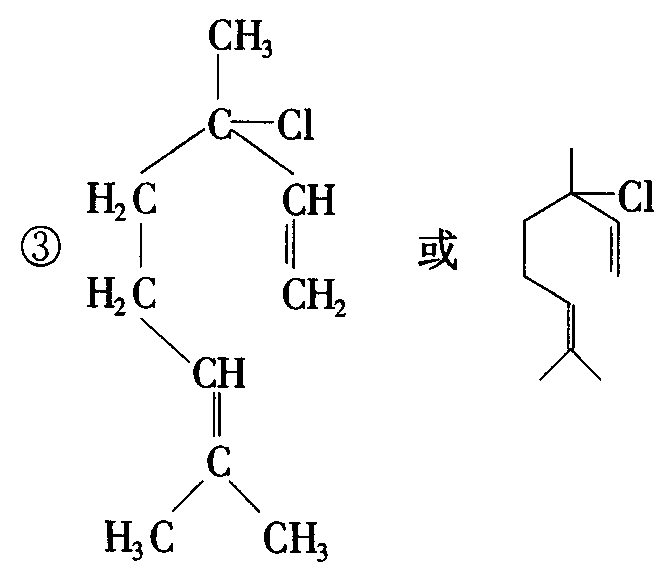 CH₃
C—Cl
H₂C CH
③ 或 Cl
H₂C CH₂
CH
C
H₃C CH₃